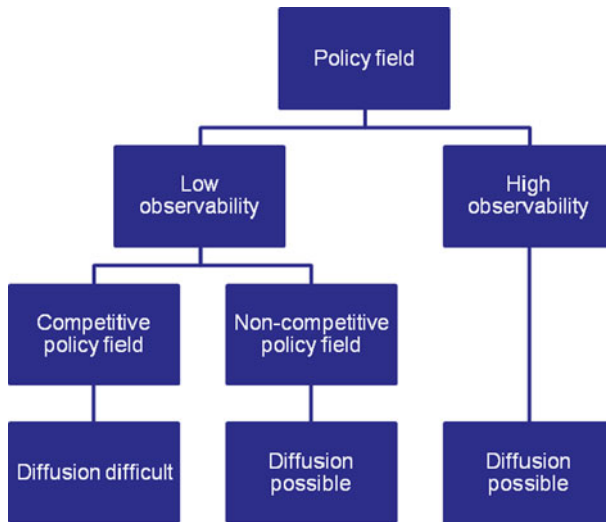 Policy field
Low
observability
High
observability
Competitive
policy field
Non-competitive
policy field
Diffusion difficult
Diffusion
possible
Diffusion
possible